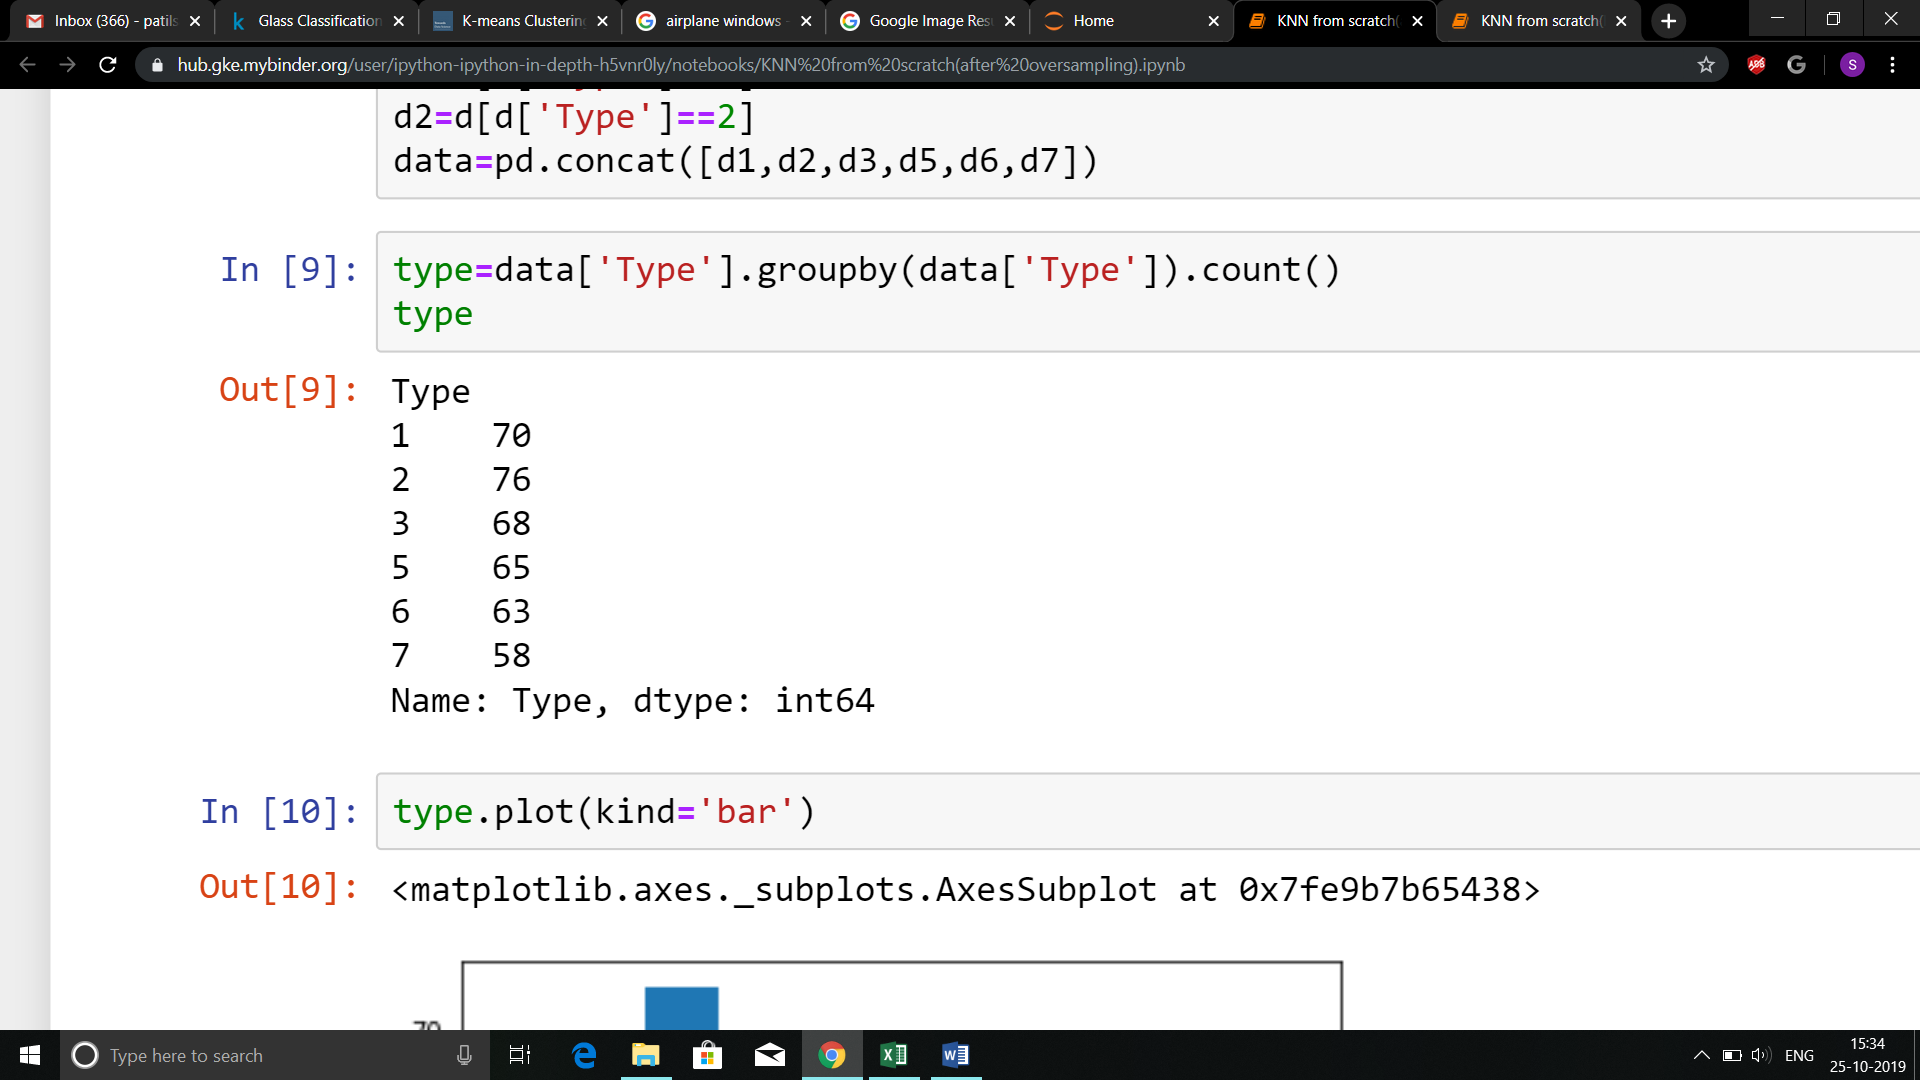 Inbox (366) - patils
Glass Classification
K-means Clustering
airplane windows -
Google Image Res
Home
KNN from scratch(
KNN from scratch(
hub.gke.mybinder.org/user/ipython-ipython-in-depth-h5vnr0ly/notebooks/KNN%20from%20scratch(after%20oversampling).ipynb
S
d2=d[d['Type']==2]
data=pd.concat([d1,d2,d3,d5,d6,d7])
In [9]: type=data['Type'].groupby(data['Type']).count()
type
Out[9]: Type
1 70
2 76
3 68
5 65
6 63
7 58
Name: Type, dtype: int64
In [10]: type.plot(kind='bar')
Out[10]: <matplotlib.axes._subplots.AxesSubplot at 0x7fe9b7b65438>
70
Type here to search
ENG
15:34
25-10-2019